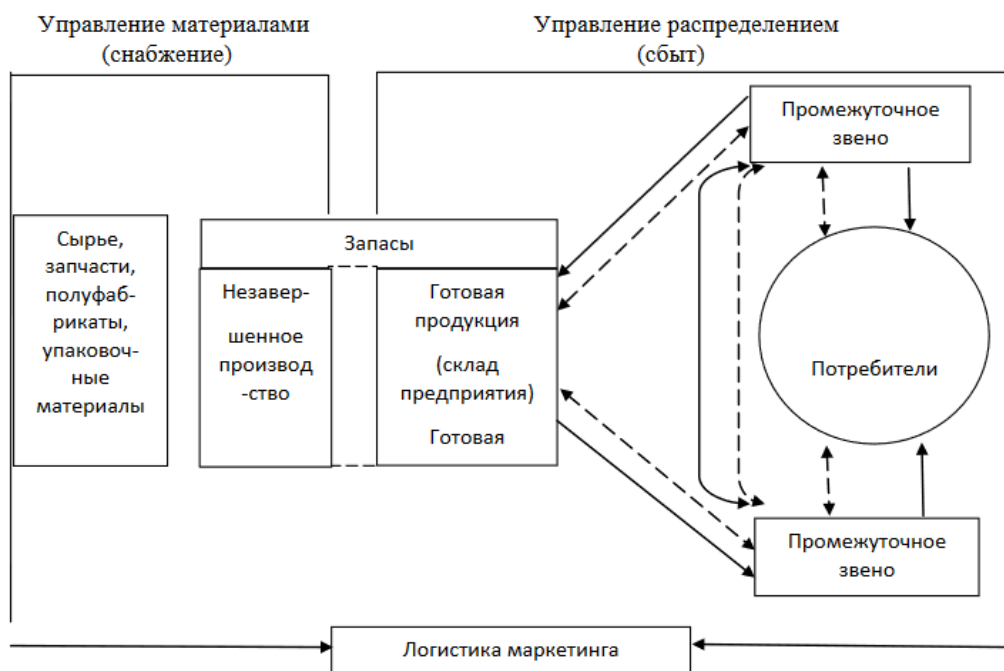 Управление материалами
(снабжение)
Управление распределением
(сбыт)
Промежуточное
звено
Сырье,
запчасти,
полуфаб-
рикаты,
упаковоч-
ные
материалы
Запасы
Незавер-
шенное
производ
-ство
Готовая
продукция
(склад
предприятия)
Готовая
Потребители
Промежуточное
звено
Логистика маркетинга